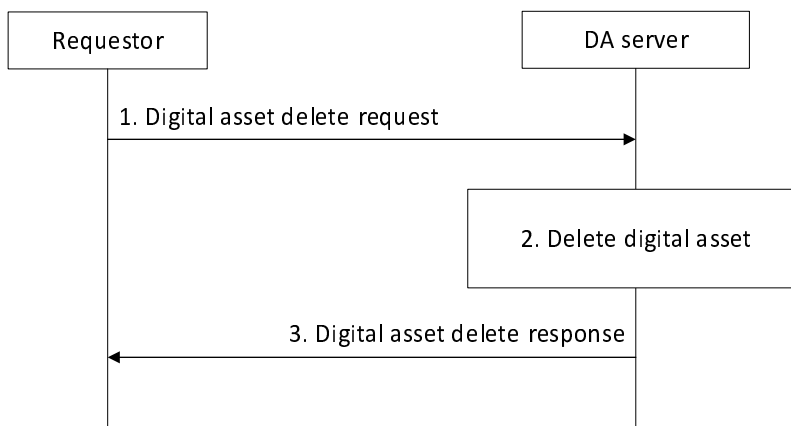 Requestor
DA server
1. Digital asset delete request
2. Delete digital asset
3. Digital asset delete response